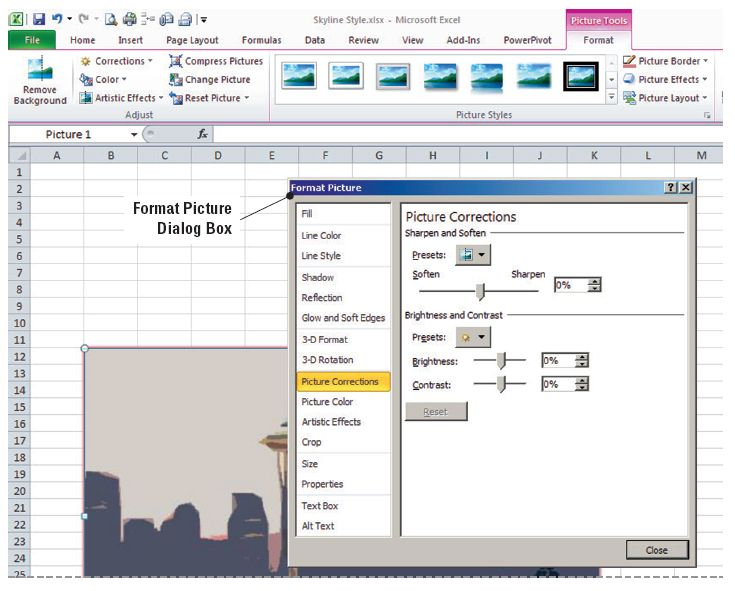 Skyline Style.xlsx - Microsoft Excel
Picture Tools
File Home Insert Page Layout Formulas Data Review View Add-Ins PowerPivot Format
Remove Background
Corrections
Color
Artistic Effects
Compress Pictures
Change Picture
Reset Picture
Adjust
Picture Styles
Picture Border
Picture Effects
Picture Layout
Picture 1
fx
A B C D E F G H I J K L M
1
2
3
4
5
6
7
8
9
10
11
12
13
14
15
16
17
18
19
20
21
22
23
24
25
Format Picture
Dialog Box
Format Picture
Fill
Line Color
Line Style
Shadow
Reflection
Glow and Soft Edges
3-D Format
3-D Rotation
Picture Corrections
Picture Color
Artistic Effects
Crop
Size
Properties
Text Box
Alt Text
Picture Corrections
Sharpen and Soften
Presets:
Soften Sharpen
0%
Brightness and Contrast
Presets:
Brightness: 0%
Contrast: 0%
Reset
Close